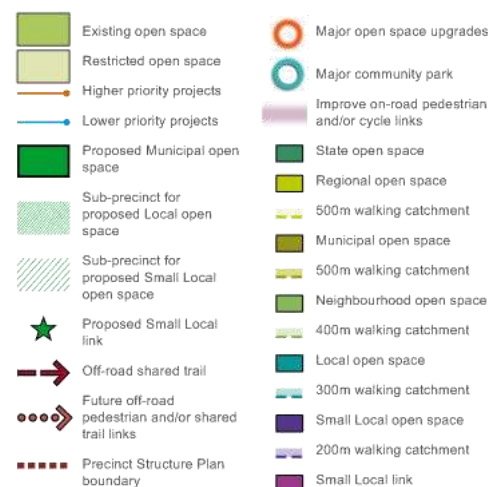 Existing open space
Restricted open space
Higher priority projects
Lower priority projects
Proposed Municipal open
space
Sub-precinct for
proposed Local open
space
Sub-precinct for
proposed Small Local
open space
Proposed Small Local
link
Off-road shared trail
Future off-road
pedestrian and/or shared
trail links
Precinct Structure Plan
boundary
Major open space upgrades
Major community park
Improve on-road pedestrian
and/or cycle links
State open space
Regional open space
500m walking catchment
Municipal open space
500m walking catchment
Neighbourhood open space
400m walking catchment
Local open space
300m walking catchment
Small Local open space
200m walking catchment
Small Local link